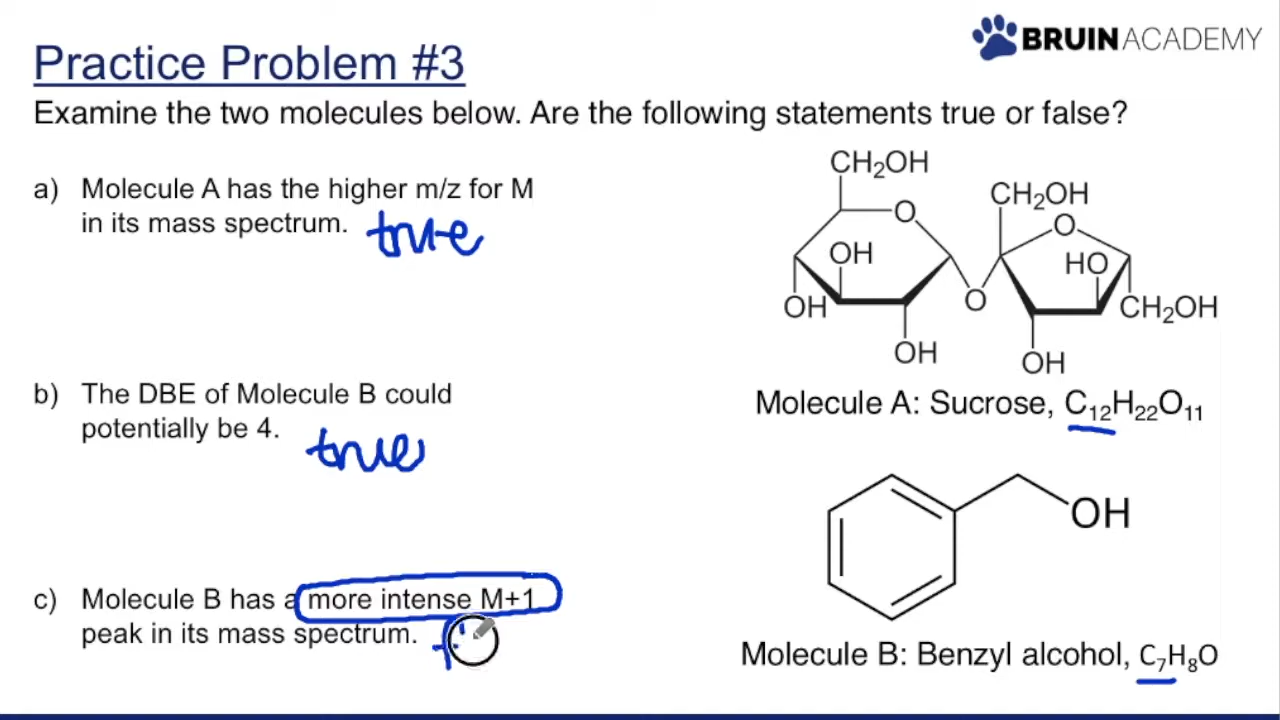 BRUIN ACADEMY
Practice Problem #3
Examine the two molecules below. Are the following statements true or false?
a) Molecule A has the higher m/z for M
in its mass spectrum. true
b) The DBE of Molecule B could
potentially be 4. true
c) Molecule B has a more intense M+1
peak in its mass spectrum.
CH₂OH
O
OH
OH
OH
O
CH₂OH
O
HO
CH₂OH
OH
Molecule A: Sucrose, C₁₂H₂₂O₁₁
OH
Molecule B: Benzyl alcohol, C₇H₈O